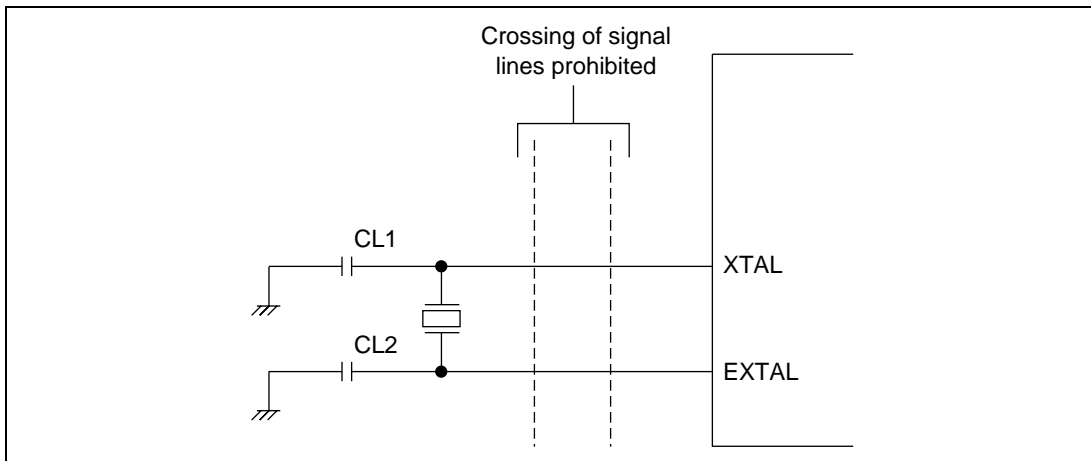 Crossing of signal
lines prohibited
CL1
XTAL
CL2
EXTAL